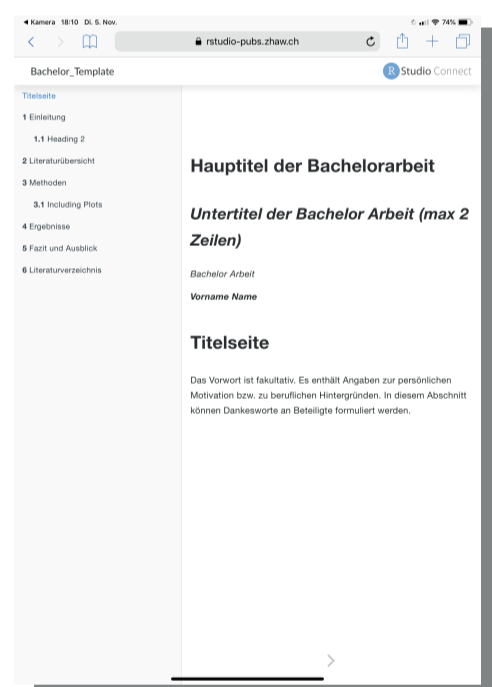 Kamera 18:10 Di. 5. Nov.
74%
rstudio-pubs.zhaw.ch
Bachelor_Template
R Studio Connect
Titelseite
1 Einleitung
1.1 Heading 2
2 Literaturübersicht
3 Methoden
3.1 Including Plots
4 Ergebnisse
5 Fazit und Ausblick
6 Literaturverzeichnis
Hauptitel der Bachelorarbeit
Untertitel der Bachelor Arbeit (max 2
Zeilen)
Bachelor Arbeit
Vorname Name
Titelseite
Das Vorwort ist fakultativ. Es enthält Angaben zur persönlichen
Motivation bzw. zu beruflichen Hintergründen. In diesem Abschnitt
können Dankesworte an Beteiligte formuliert werden.